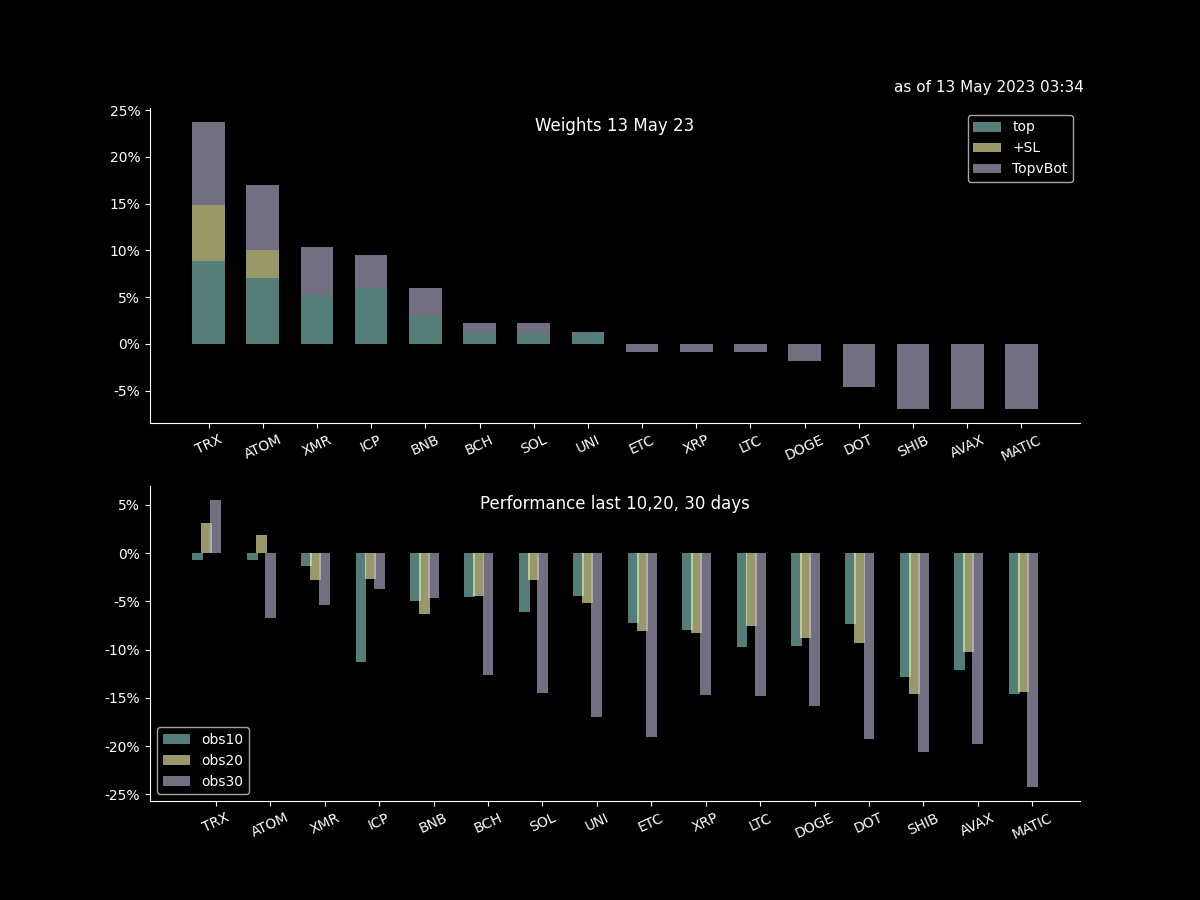 as of 13 May 2023 03:34
Weights 13 May 23
top
+SL
TopvBot
25%
20%
15%
10%
5%
0%
-5%
TRX ATOM XMR ICP BNB BCH SOL UNI ETC XRP LTC DOGE DOT SHIB AVAX MATIC
Performance last 10,20, 30 days
5%
0%
-5%
-10%
-15%
-20%
-25%
obs10
obs20
obs30
TRX ATOM XMR ICP BNB BCH SOL UNI ETC XRP LTC DOGE DOT SHIB AVAX MATIC